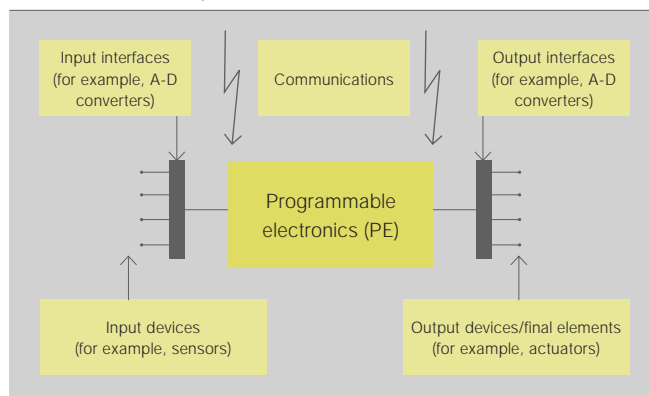 Input interfaces
(for example, A-D
converters)
Communications
Output interfaces
(for example, A-D
converters)
Programmable
electronics (PE)
Input devices
(for example, sensors)
Output devices/final elements
(for example, actuators)